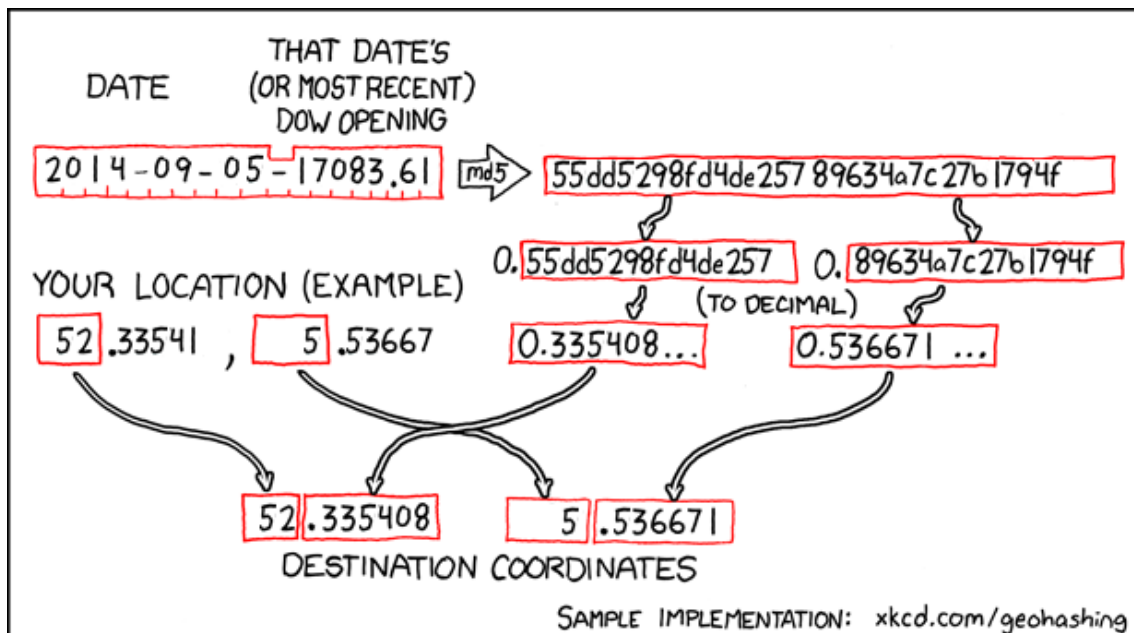 DATE
THAT DATE'S
(OR MOST RECENT)
DOW OPENING
2014-09-05-17083.61
md5
55dd5298fd4de257 89634a7c27b1794f
0.55dd5298fd4de257
0.89634a7c27b1794f
YOUR LOCATION (EXAMPLE)
(TO DECIMAL)
52.33541, 5.53667
0.335408...
0.536671 ...
52.335408
5.536671
DESTINATION COORDINATES
SAMPLE IMPLEMENTATION: xkcd.com/geohashing